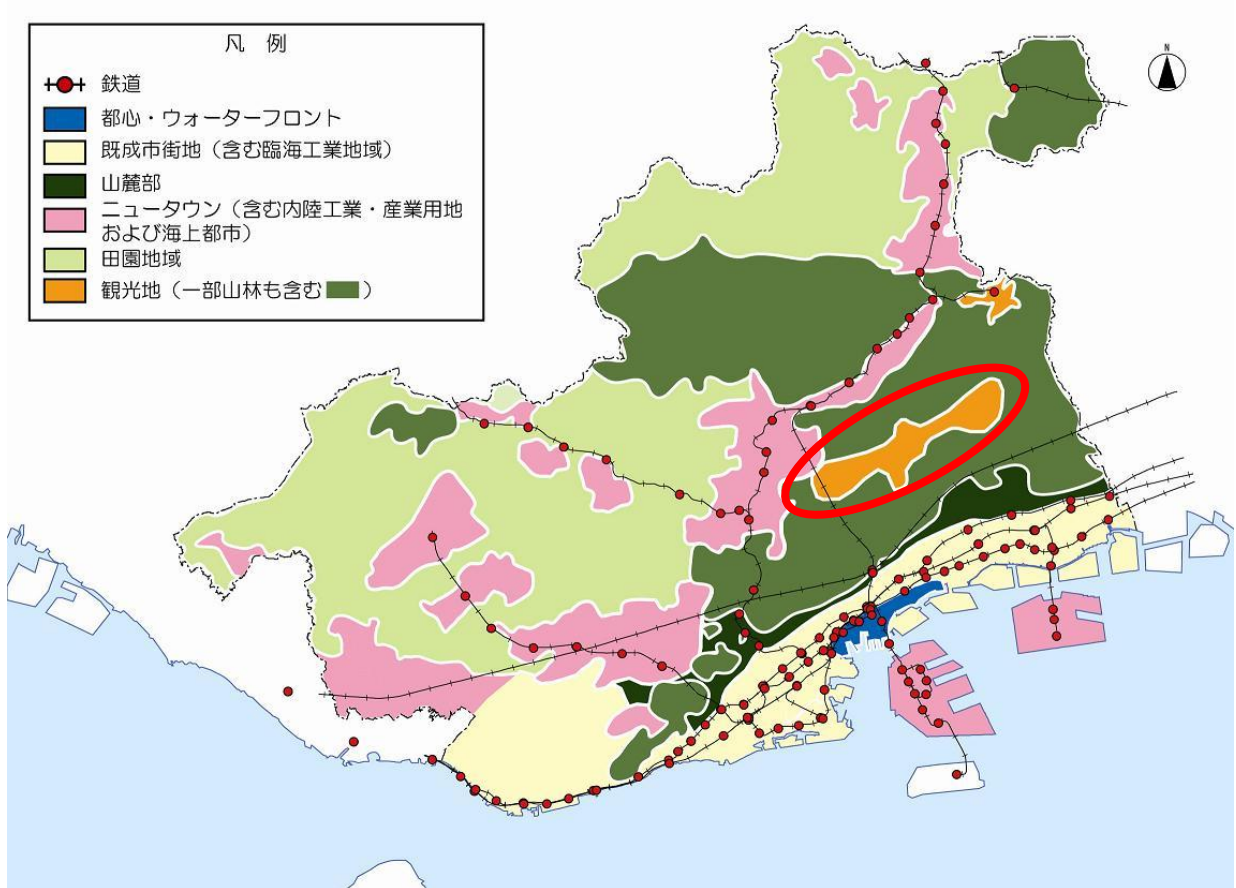 凡 例
鉄道
都心・ウォーターフロント
既成市街地（含む臨海工業地域）
山麓部
ニュータウン（含む内陸工業・産業用地
および海上都市）
田園地域
観光地（一部山林も含む　）
N